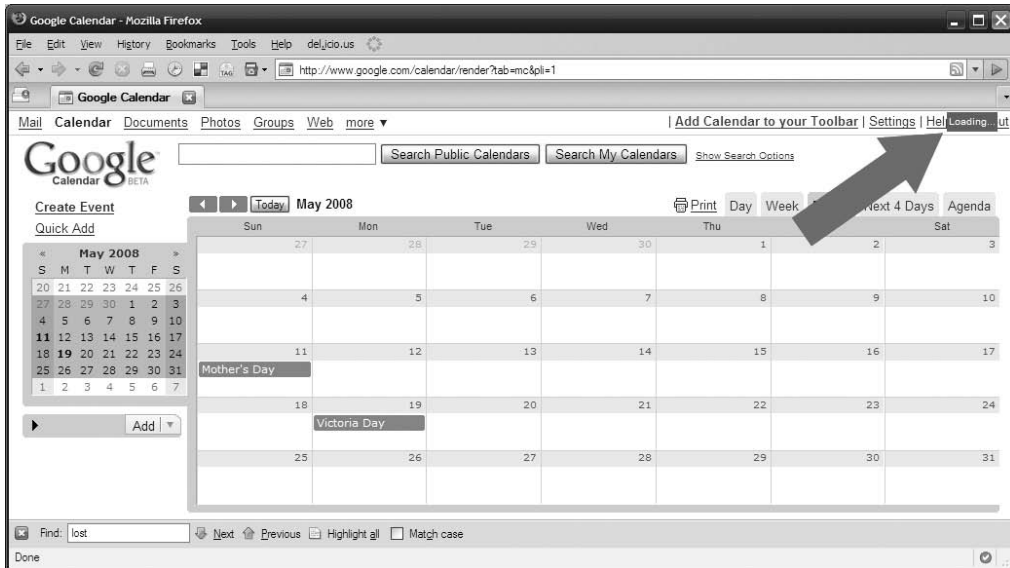 Google Calendar - Mozilla Firefox
File Edit View History Bookmarks Tools Help del.icio.us
TAG http://www.google.com/calendar/render?tab=mc&pli=1
Google Calendar
Mail Calendar Documents Photos Groups Web more ▼ | Add Calendar to your Toolbar | Settings | Hel Loading... ut
Google Calendar BETA
Search Public Calendars Search My Calendars Show Search Options
Create Event
Quick Add
Today May 2008 Print Day Week Next 4 Days Agenda
Sun Mon Tue Wed Thu Sat
27 28 29 30 1 2 3
4 5 6 7 8 9 10
11 12 13 14 15 16 17
Mother's Day
18 19 20 21 22 23 24
Victoria Day
25 26 27 28 29 30 31
« May 2008 »
S M T W T F S
20 21 22 23 24 25 26
27 28 29 30 1 2 3
4 5 6 7 8 9 10
11 12 13 14 15 16 17
18 19 20 21 22 23 24
25 26 27 28 29 30 31
1 2 3 4 5 6 7
Add
Find: lost Next Previous Highlight all Match case
Done